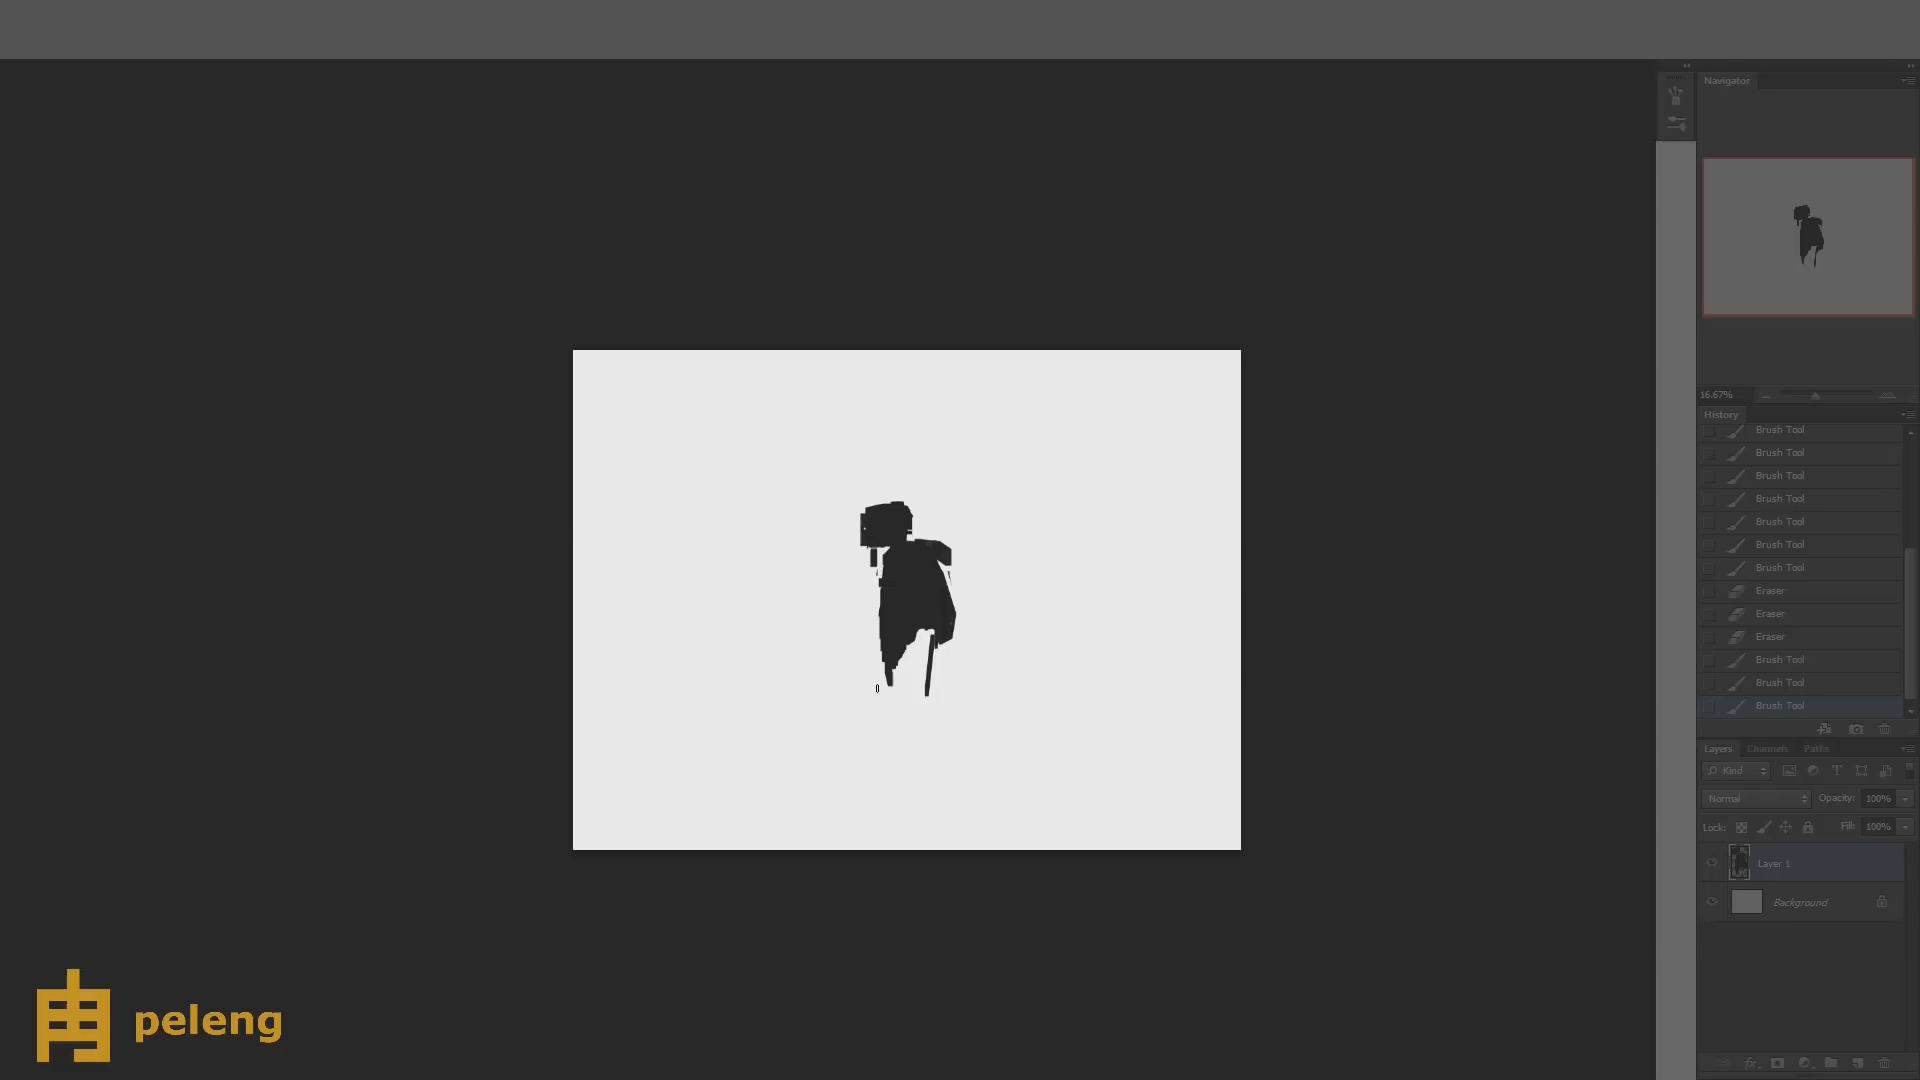 Navigator
16.67%
History
Brush Tool
Brush Tool
Brush Tool
Brush Tool
Brush Tool
Brush Tool
Brush Tool
Eraser
Eraser
Eraser
Brush Tool
Brush Tool
Brush Tool
Layers Channels Paths
Kind
Normal Opacity: 100%
Lock: Fill: 100%
Layer 1
Background
fx
peleng